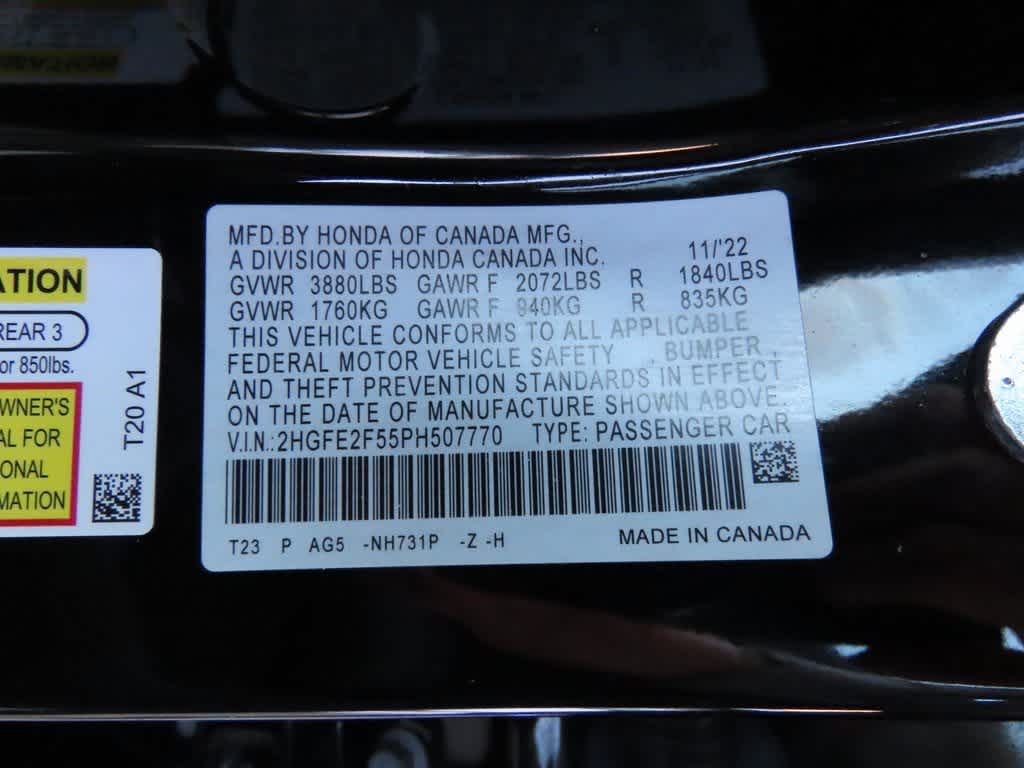 ATION
REAR 3
or 850lbs.
WNER'S
AL FOR
ONAL
MATION
T20 A1
MFD.BY HONDA OF CANADA MFG.,
A DIVISION OF HONDA CANADA INC. 11/'22
GVWR 3880LBS GAWR F 2072LBS R 1840LBS
GVWR 1760KG GAWR F 940KG R 835KG
THIS VEHICLE CONFORMS TO ALL APPLICABLE
FEDERAL MOTOR VEHICLE SAFETY , BUMPER ,
AND THEFT PREVENTION STANDARDS IN EFFECT
ON THE DATE OF MANUFACTURE SHOWN ABOVE.
V.I.N.:2HGFE2F55PH507770 TYPE: PASSENGER CAR
T23 P AG5 -NH731P -Z -H MADE IN CANADA